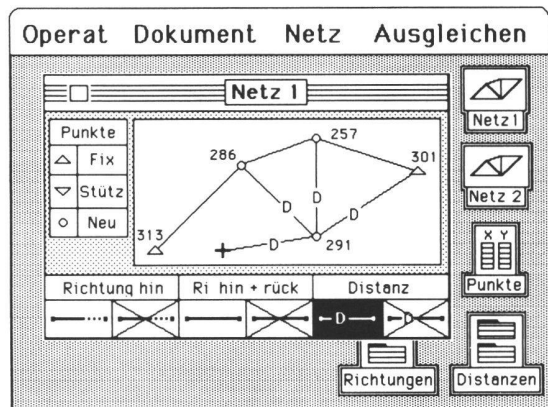 Operat Dokument Netz Ausgleichen
Netz 1
Netz 1
Netz 2
X Y
Punkte
Punkte
Fix
Stütz
Neu
257
286
301
D
D
D
313
D
291
Richtung hin Ri hin + rück Distanz
D
D
Richtungen
Distanzen